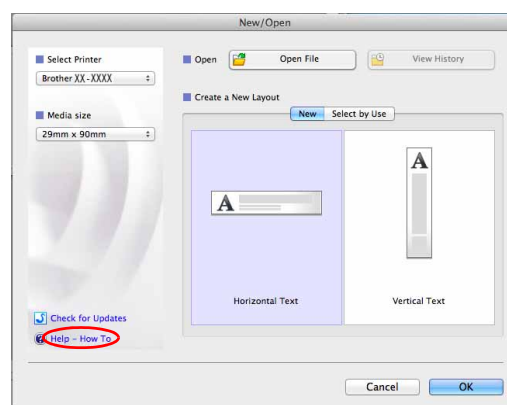 New/Open
Select Printer
Brother XX-XXXX
Media size
29mm x 90mm
Check for Updates
Help - How To
Open
Open File
View History
Create a New Layout
New
Select by Use
A
Horizontal Text
A
Vertical Text
Cancel
OK